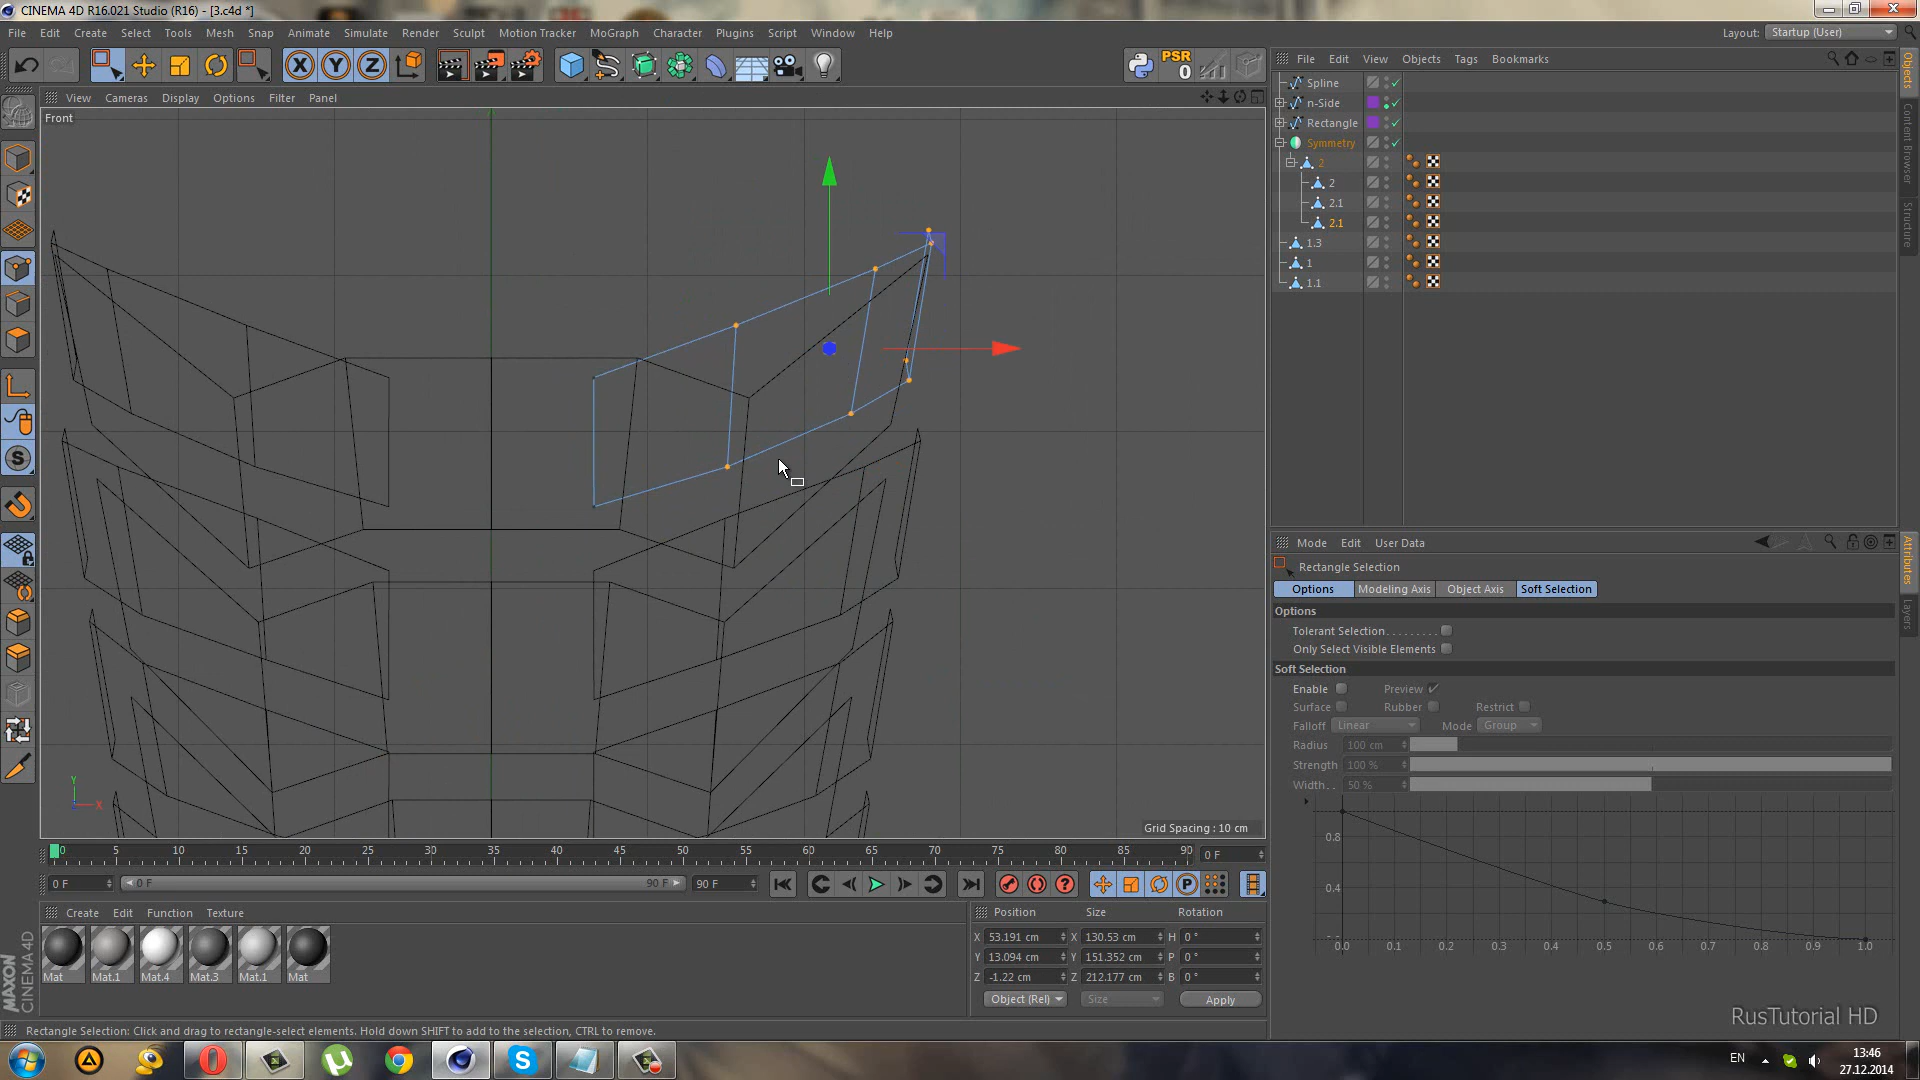 CINEMA 4D R16.021 Studio (R16) - [3.c4d *]
File Edit Create Select Tools Mesh Snap Animate Simulate Render Sculpt Motion Tracker MoGraph Character Plugins Script Window Help
Layout: Startup (User)
X Y Z
PSR
0
File Edit View Objects Tags Bookmarks
View Cameras Display Options Filter Panel
Front
Spline
n-Side
Rectangle
Symmetry
2
2
2.1
2.1
1.3
1
1.1
Objects
Content Browser
Structure
Mode Edit User Data
Rectangle Selection
Options Modeling Axis Object Axis Soft Selection
Options
Tolerant Selection
Only Select Visible Elements
Soft Selection
Enable Preview
Surface Rubber Restrict
Falloff Linear Mode Group
Radius 100 cm
Strength 100 %
Width 50 %
0.8
0.4
0.0 0.1 0.2 0.3 0.4 0.5 0.6 0.7 0.8 0.9 1.0
Attributes
Layers
Y
X
Grid Spacing : 10 cm
0 5 10 15 20 25 30 35 40 45 50 55 60 65 70 75 80 85 90
0 F
0 F 0 F 90 F 90 F
Create Edit Function Texture
Mat Mat.1 Mat.4 Mat.3 Mat.1 Mat
Position Size Rotation
X 53.191 cm X 130.53 cm H 0 °
Y 13.094 cm Y 151.352 cm P 0 °
Z -1.22 cm Z 212.177 cm B 0 °
Object (Rel) Size Apply
MAXON
CINEMA 4D
Rectangle Selection: Click and drag to rectangle-select elements. Hold down SHIFT to add to the selection, CTRL to remove.
RusTutorial HD
EN
13:46
27.12.2014